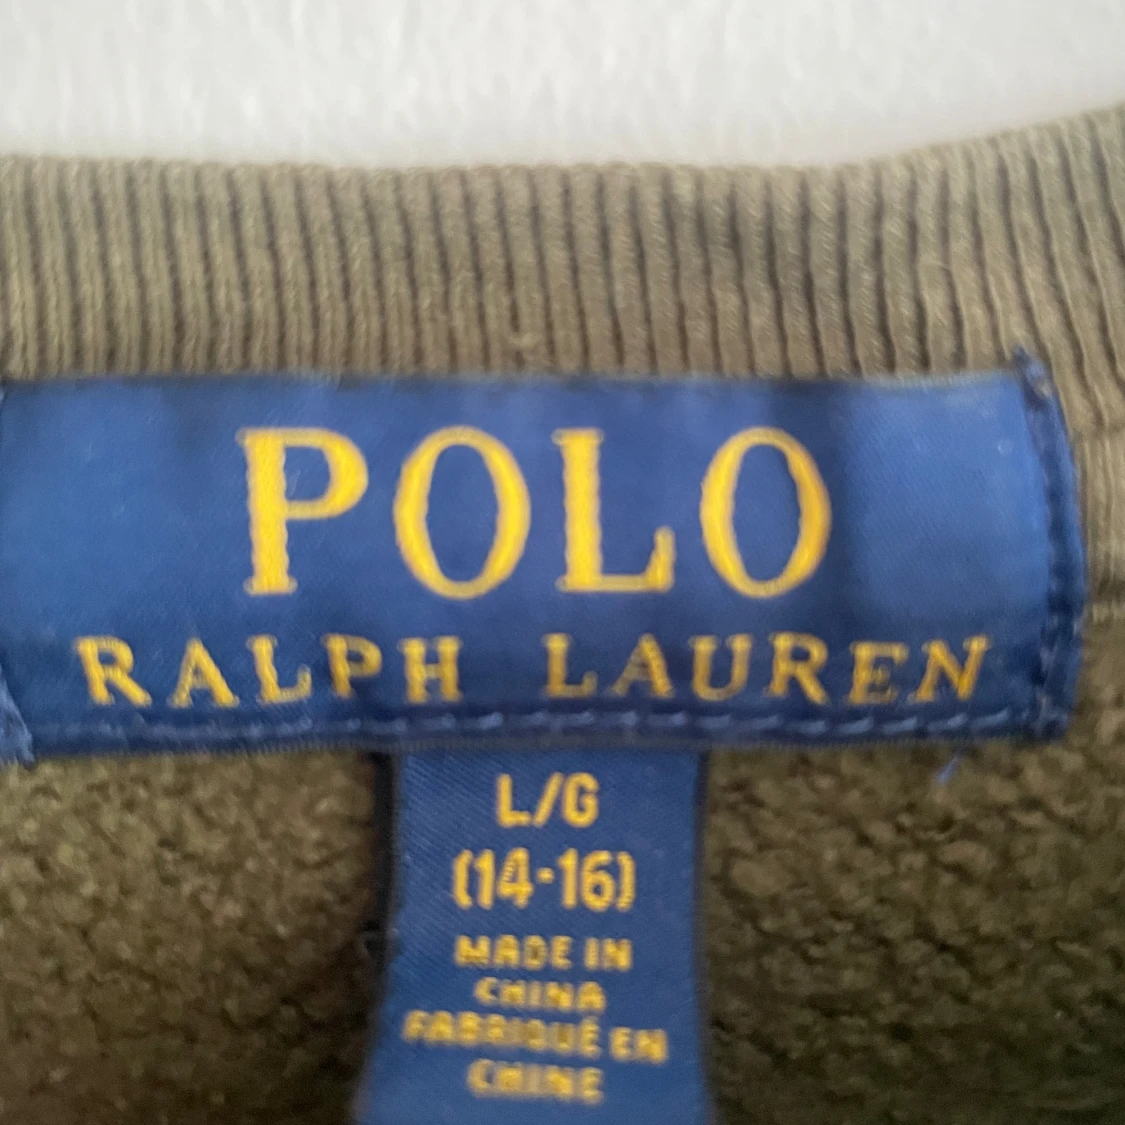 POLO
RALPH LAUREN
L/G
(14-16)
MADE IN
CHINA
FABRIQUÉ EN
CHINE